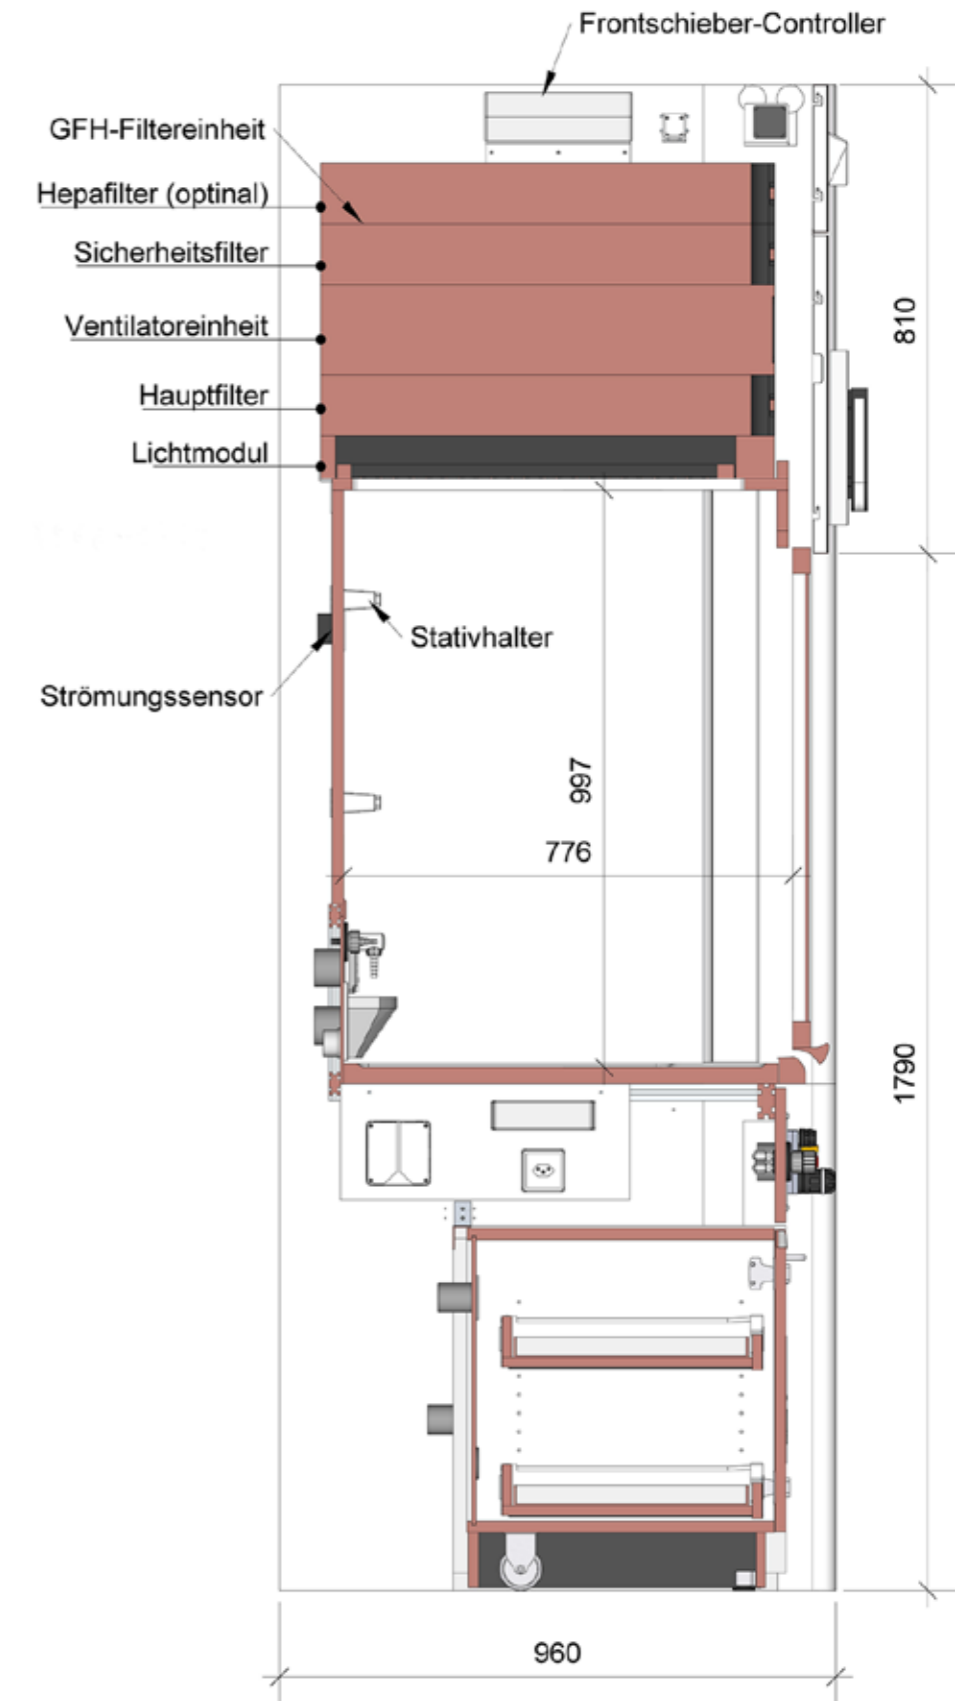 Frontschieber-Controller
GFH-Filtereinheit
Hepafilter (optinal)
Sicherheitsfilter
Ventilatoreinheit
810
Hauptfilter
Lichtmodul
Stativhalter
Strömungssensor
997
776
1790
960